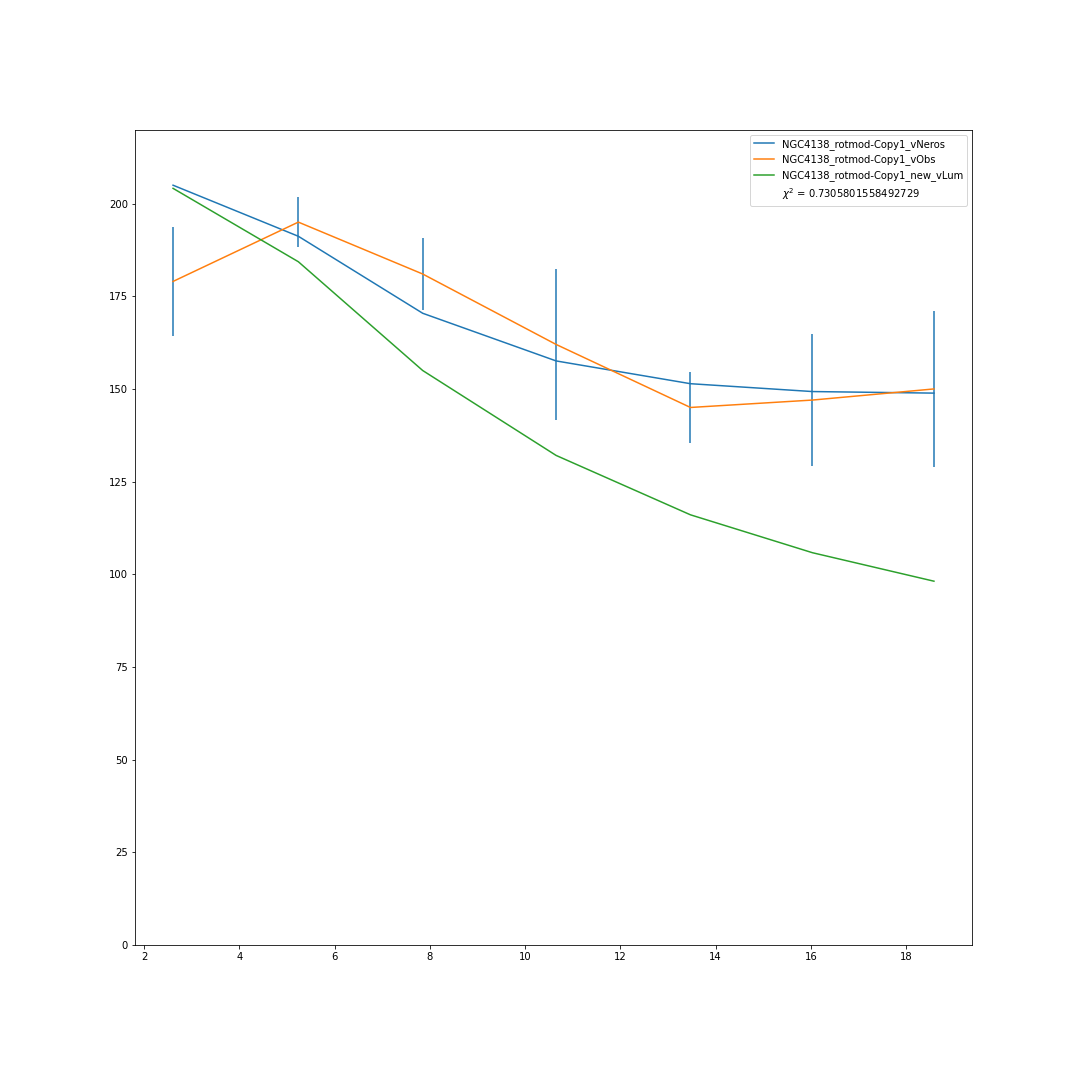 NGC4138_rotmod-Copy1_vNeros
NGC4138_rotmod-Copy1_vObs
NGC4138_rotmod-Copy1_new_vLum
χ² = 0.7305801558492729
200
175
150
125
100
75
50
25
0
2 4 6 8 10 12 14 16 18